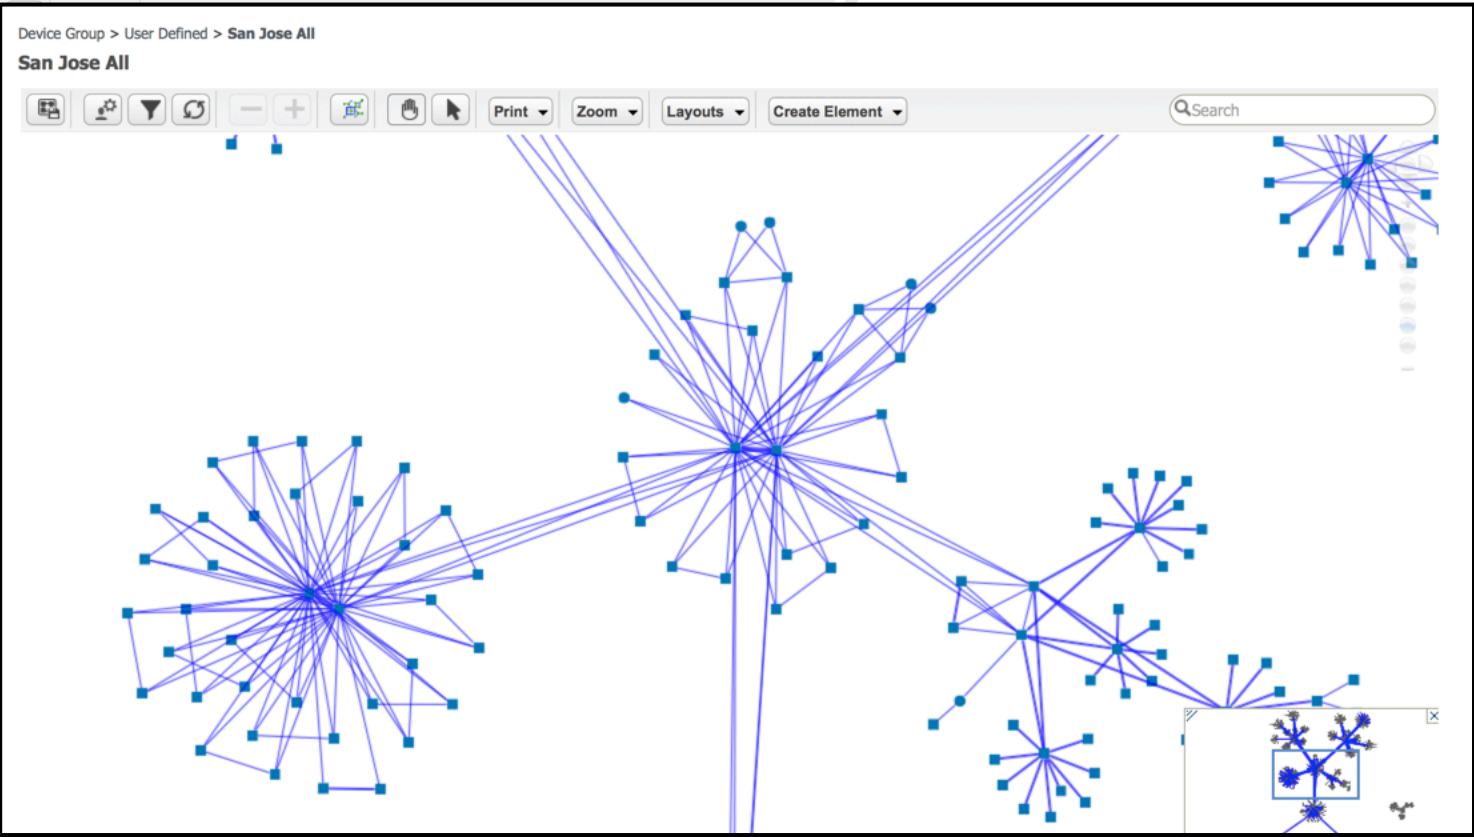 Device Group > User Defined > San Jose All
San Jose All
Print Zoom Layouts Create Element Search